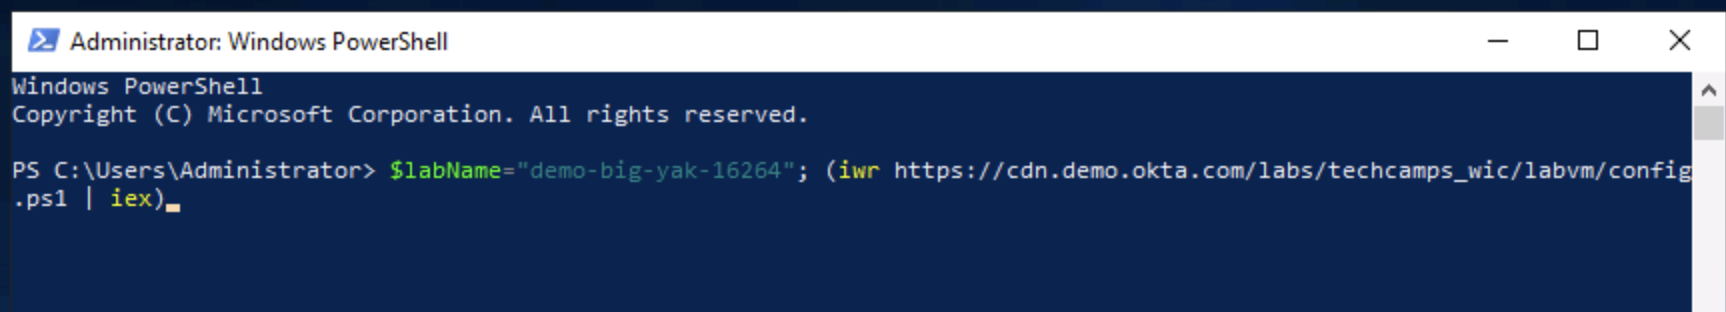 Administrator: Windows PowerShell
Windows PowerShell
Copyright (C) Microsoft Corporation. All rights reserved.
PS C:\Users\Administrator> $labName="demo-big-yak-16264"; (iwr https://cdn.demo.okta.com/labs/techcamps_wic/labvm/config
.ps1 | iex)